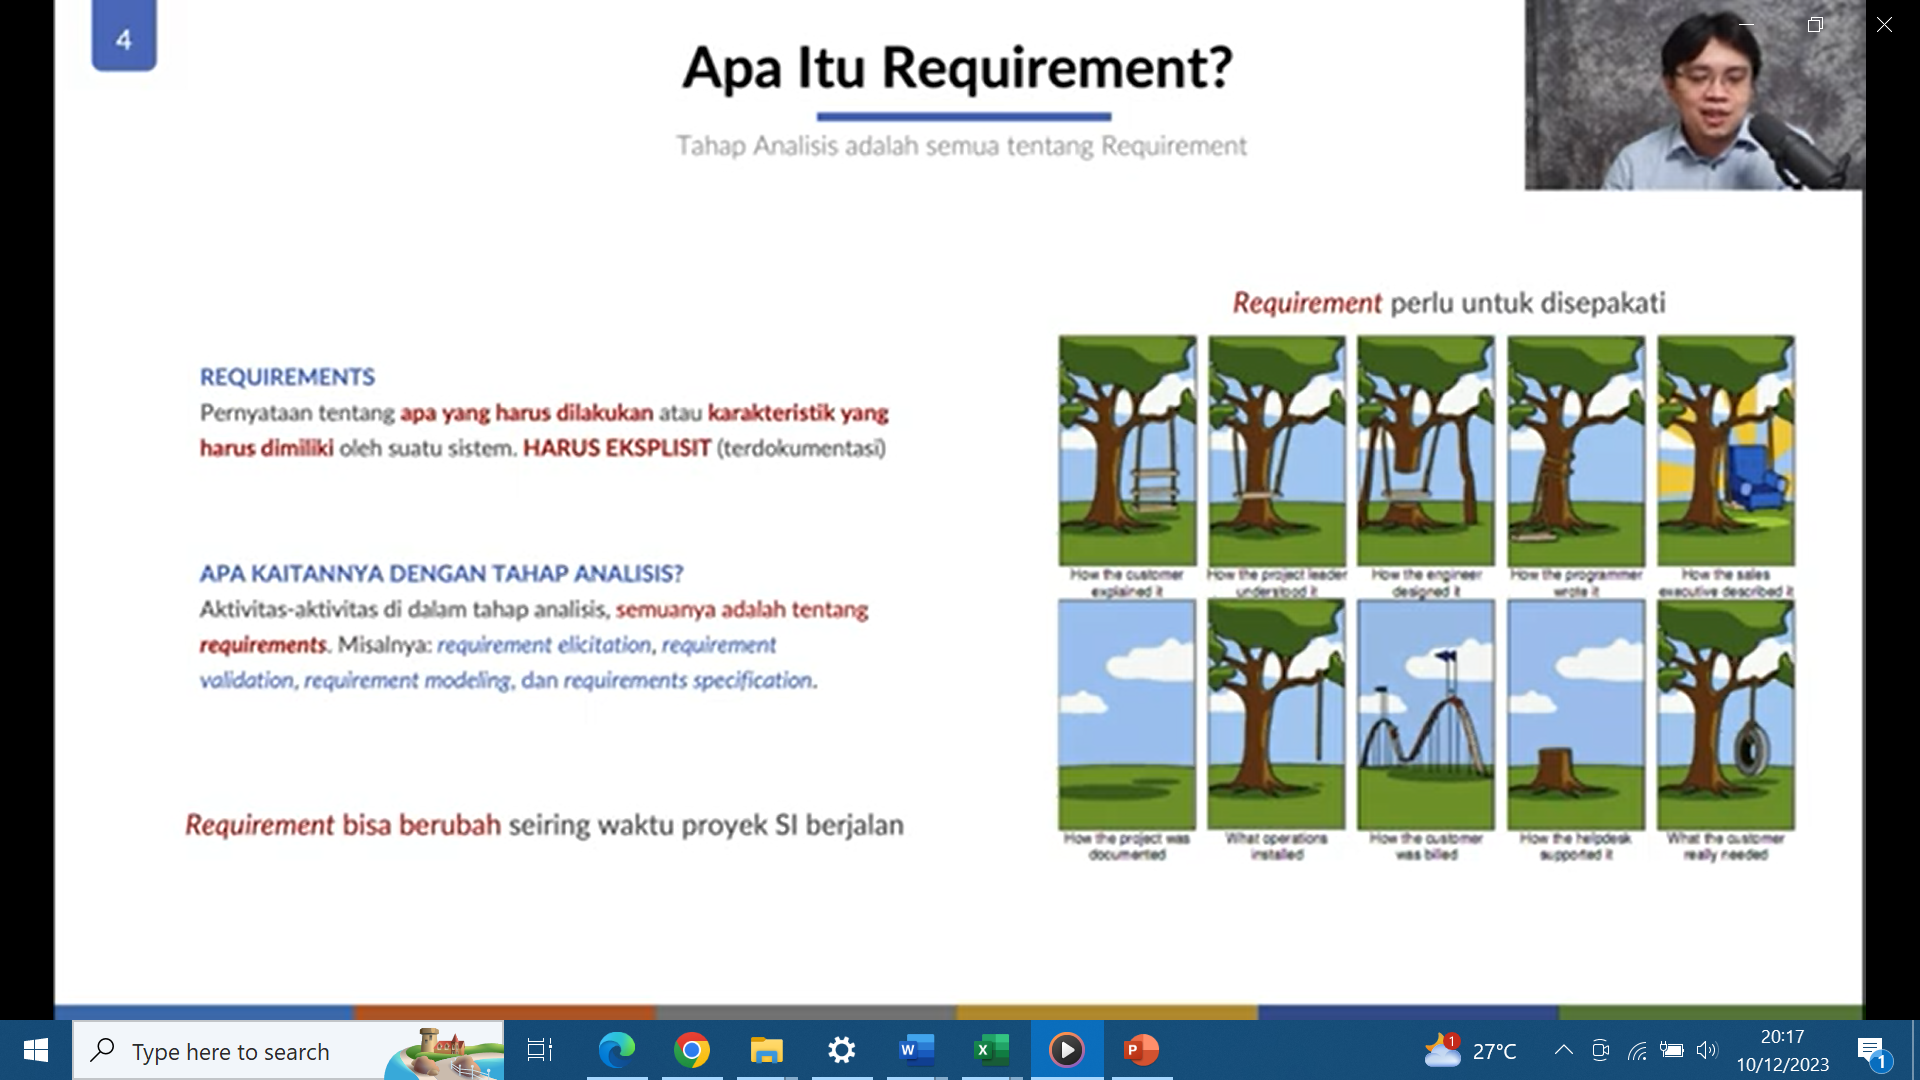 4
Apa Itu Requirement?
Tahap Analisis adalah semua tentang Requirement
REQUIREMENTS
Pernyataan tentang apa yang harus dilakukan atau karakteristik yang
harus dimiliki oleh suatu sistem. HARUS EKSPLISIT (terdokumentasi)
APA KAITANNYA DENGAN TAHAP ANALISIS?
Aktivitas-aktivitas di dalam tahap analisis, semuanya adalah tentang
requirements. Misalnya: requirement elicitation, requirement
validation, requirement modeling, dan requirements specification.
Requirement bisa berubah seiring waktu proyek SI berjalan
Requirement perlu untuk disepakati
How the customer
explained it
How the project leader
understood it
How the engineer
designed it
How the programmer
wrote it
How the sales
executive described it
How the project was
documented
What operations
installed
How the customer
was billed
How the helpdesk
supported it
What the customer
really needed
Type here to search
W
X
P
1
27°C
20:17
10/12/2023
1